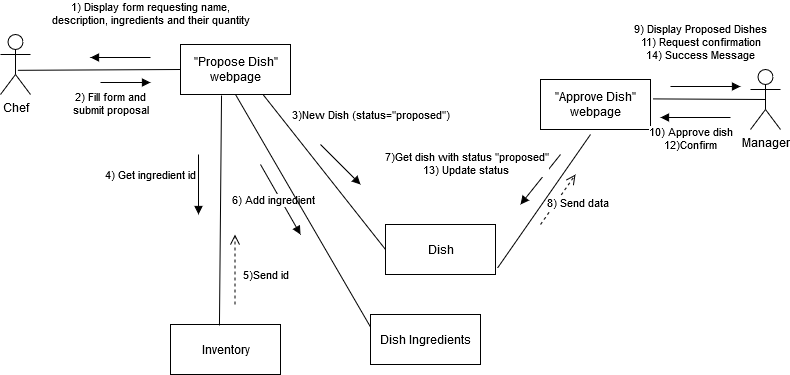 1) Display form requesting name,
description, ingredients and their quantity
9) Display Proposed Dishes
11) Request confirmation
14) Success Message
"Propose Dish"
webpage
Chef
2) Fill form and
submit proposal
3)New Dish (status="proposed")
"Approve Dish"
webpage
10) Approve dish
12)Confirm
Manager
7)Get dish with status "proposed"
13) Update status
4) Get ingredient id
6) Add ingredient
8) Send data
Dish
5)Send id
Inventory
Dish Ingredients